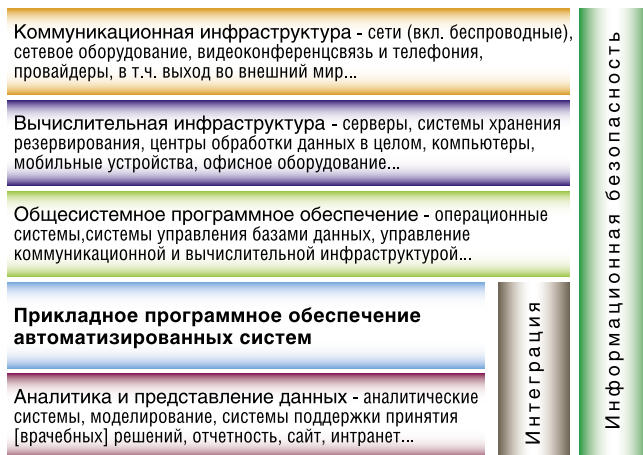 Коммуникационная инфраструктура - сети (вкл. беспроводные),
сетевое оборудование, видеоконференцсвязь и телефония,
провайдеры, в т.ч. выход во внешний мир...
Вычислительная инфраструктура - серверы, системы хранения
резервирования, центры обработки данных в целом, компьютеры,
мобильные устройства, офисное оборудование...
Общесистемное программное обеспечение - операционные
системы,системы управления базами данных, управление
коммуникационной и вычислительной инфраструктурой...
Прикладное программное обеспечение
автоматизированных систем
Аналитика и представление данных - аналитические
системы, моделирование, системы поддержки принятия
[врачебных] решений, отчетность, сайт, интранет...
Интеграция
Информационная безопасность